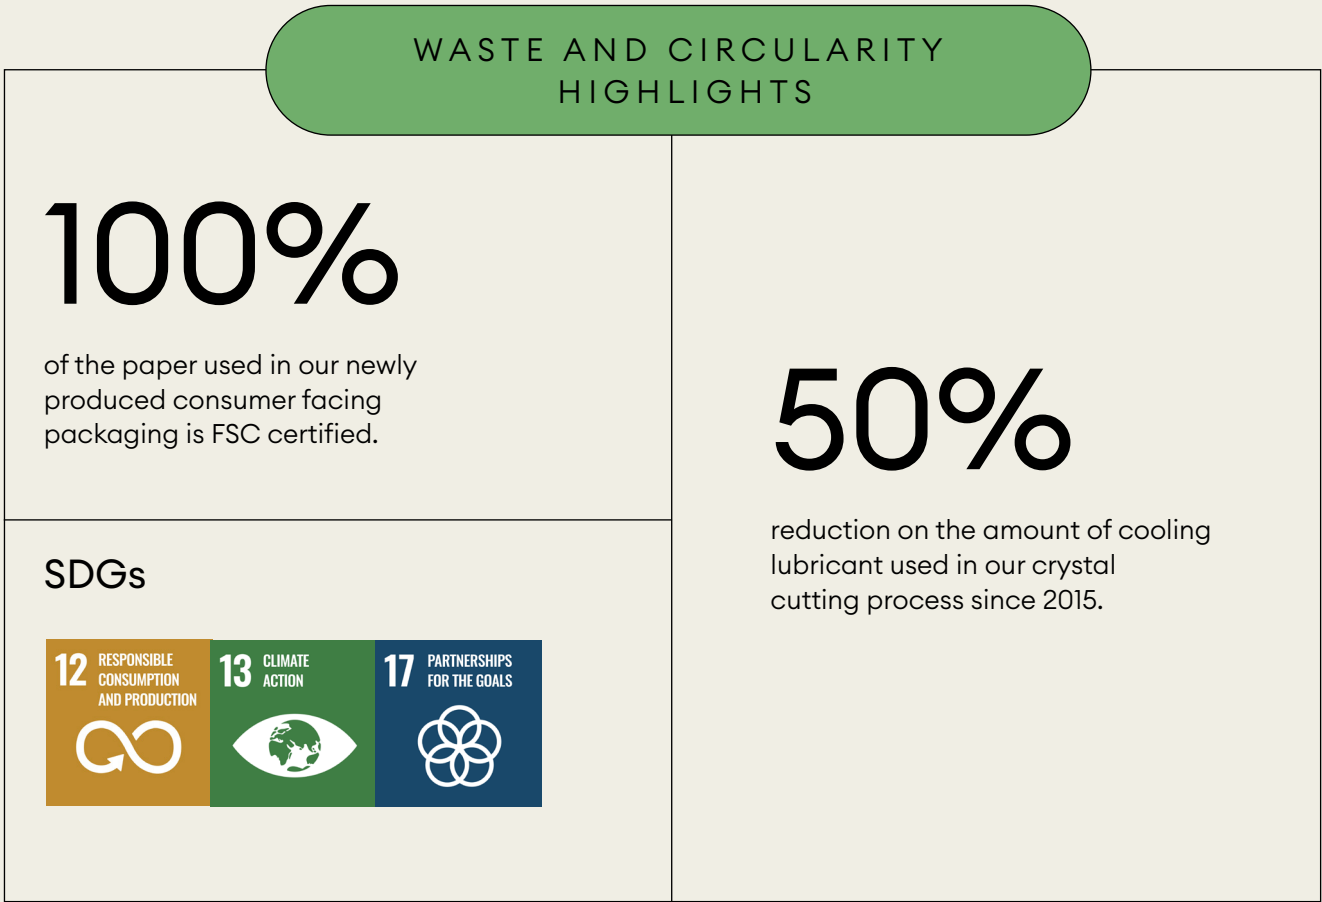 WASTE AND CIRCULARITY
HIGHLIGHTS
100%
of the paper used in our newly
produced consumer facing
packaging is FSC certified.
SDGs
12 RESPONSIBLE
CONSUMPTION
AND PRODUCTION
13 CLIMATE
ACTION
17 PARTNERSHIPS
FOR THE GOALS
50%
reduction on the amount of cooling
lubricant used in our crystal
cutting process since 2015.